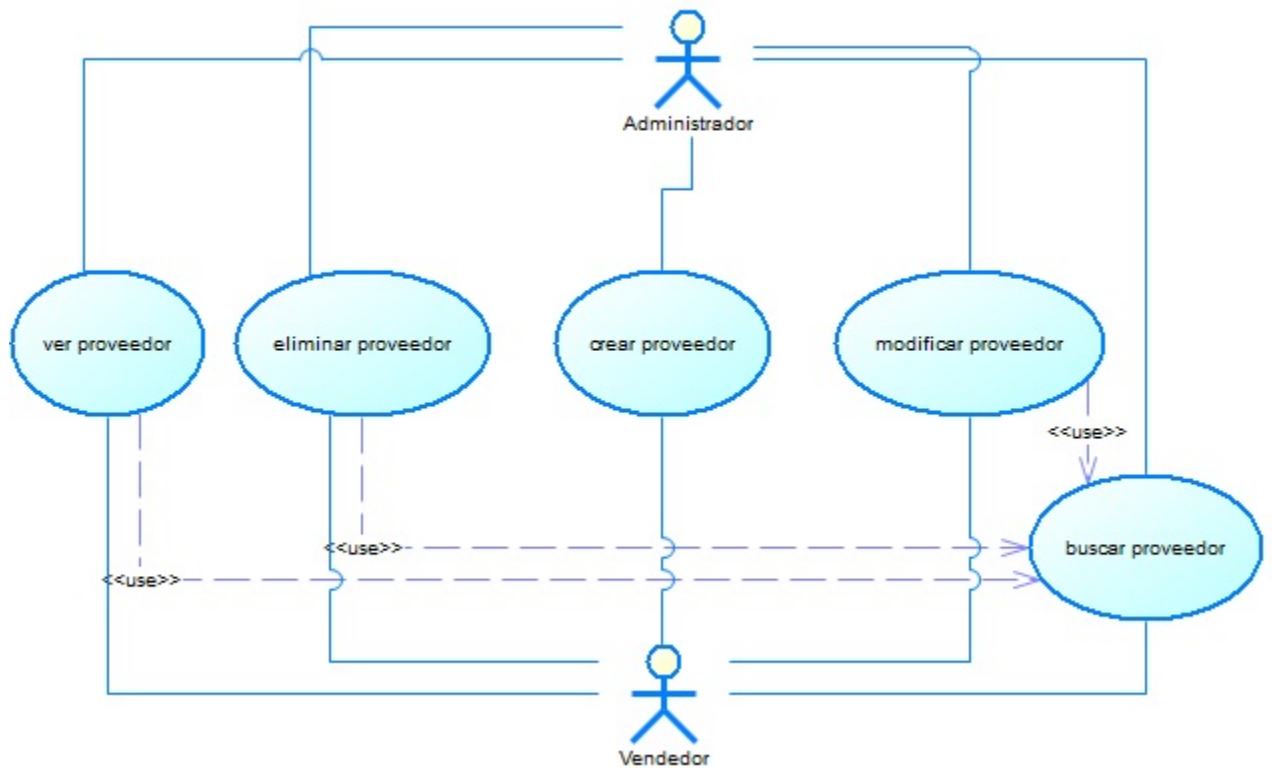 Administrador
ver proveedor
eliminar proveedor
crear proveedor
modificar proveedor
<<use>>
<<use>>
buscar proveedor
<<use>>
Vendedor